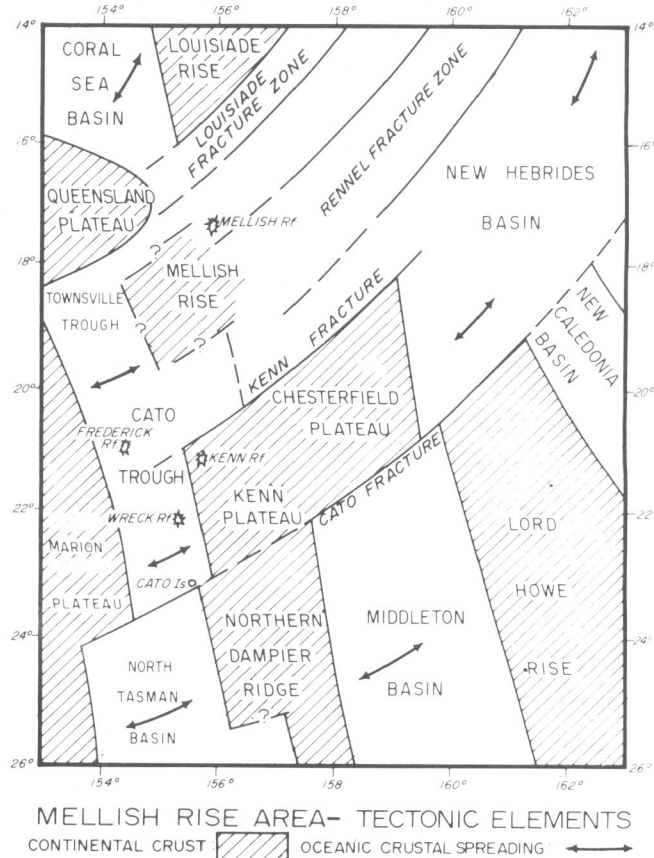 154°
156°
158°
160°
162°
14°
14°
CORAL
SEA
BASIN
LOUISIADE
RISE
LOUISIADE
FRACTURE ZONE
RENNEL FRACTURE ZONE
16°
16°
QUEENSLAND
PLATEAU
NEW HEBRIDES
BASIN
MELLISH Rf
?
18°
18°
MELLISH
RISE
TOWNSVILLE
TROUGH
?
?
KENN FRACTURE
NEW
CALEDONIA
BASIN
20°
20°
CATO
TROUGH
CHESTERFIELD
PLATEAU
FREDERICK
Rf
KENN Rf
KENN
PLATEAU
CATO FRACTURE
22°
22°
WRECK Rf
LORD
HOWE
RISE
MARION
PLATEAU
CATO Is
NORTHERN
DAMPIER
RIDGE
?
MIDDLETON
BASIN
24°
24°
NORTH
TASMAN
BASIN
26°
26°
154°
156°
158°
160°
162°
MELLISH RISE AREA- TECTONIC ELEMENTS
CONTINENTAL CRUST OCEANIC CRUSTAL SPREADING